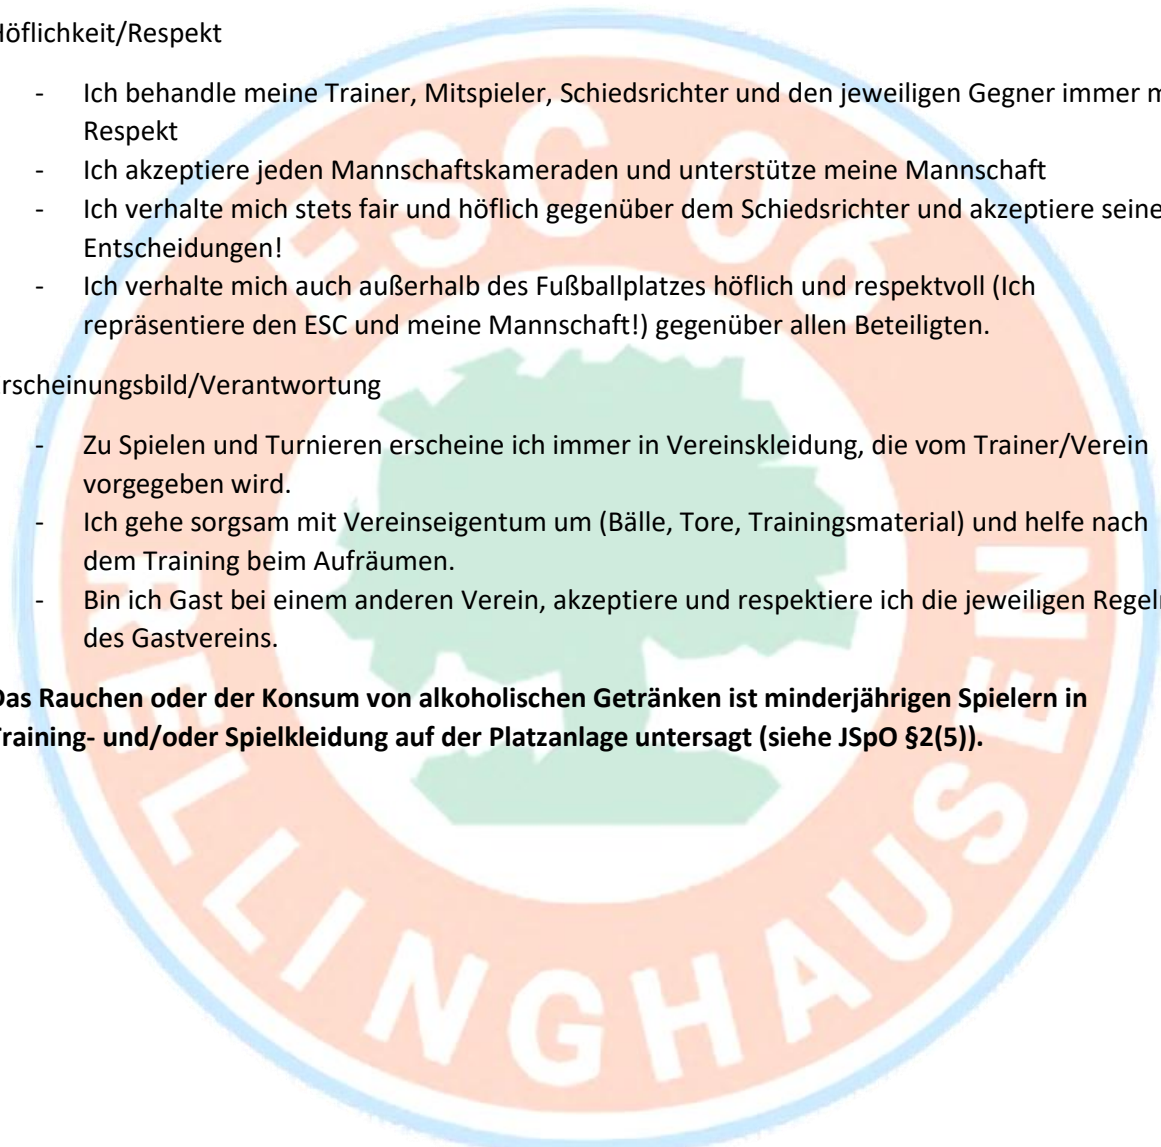 Höflichkeit/Respekt
- Ich behandle meine Trainer, Mitspieler, Schiedsrichter und den jeweiligen Gegner immer m
Respekt
- Ich akzeptiere jeden Mannschaftskameraden und unterstütze meine Mannschaft
- Ich verhalte mich stets fair und höflich gegenüber dem Schiedsrichter und akzeptiere seine
Entscheidungen!
- Ich verhalte mich auch außerhalb des Fußballplatzes höflich und respektvoll (Ich
repräsentiere den ESC und meine Mannschaft!) gegenüber allen Beteiligten.
rscheinungsbild/Verantwortung
- Zu Spielen und Turnieren erscheine ich immer in Vereinskleidung, die vom Trainer/Verein
vorgegeben wird.
- Ich gehe sorgsam mit Vereinseigentum um (Bälle, Tore, Trainingsmaterial) und helfe nach
dem Training beim Aufräumen.
- Bin ich Gast bei einem anderen Verein, akzeptiere und respektiere ich die jeweiligen Regeln
des Gastvereins.
Das Rauchen oder der Konsum von alkoholischen Getränken ist minderjährigen Spielern in
Training- und/oder Spielkleidung auf der Platzanlage untersagt (siehe JSpO §2(5)).
ESC 06
RELLINGHAUSEN